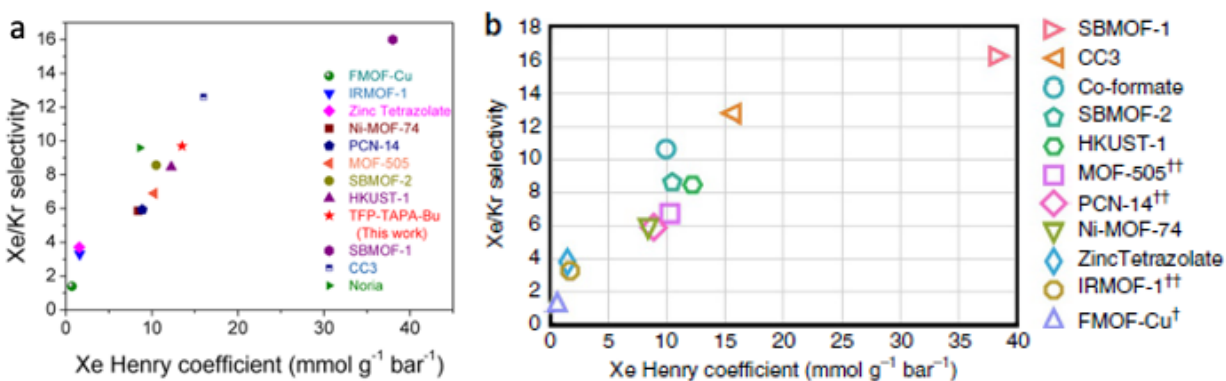 a
Xe/Kr selectivity
16
14
12
10
8
6
4
2
0
0
10
20
30
40
Xe Henry coefficient (mmol g⁻¹ bar⁻¹)
FMOF-Cu
IRMOF-1
Zinc Tetrazolate
Ni-MOF-74
PCN-14
MOF-505
SBMOF-2
HKUST-1
TFP-TAPA-Bu
(This work)
SBMOF-1
CC3
Noria
b
Xe/Kr selectivity
18
16
14
12
10
8
6
4
2
0
0
5
10
15
20
25
30
35
40
Xe Henry coefficient (mmol g⁻¹ bar⁻¹)
SBMOF-1
CC3
Co-formate
SBMOF-2
HKUST-1
MOF-505††
PCN-14††
Ni-MOF-74
ZincTetrazolate
IRMOF-1††
FMOF-Cu†